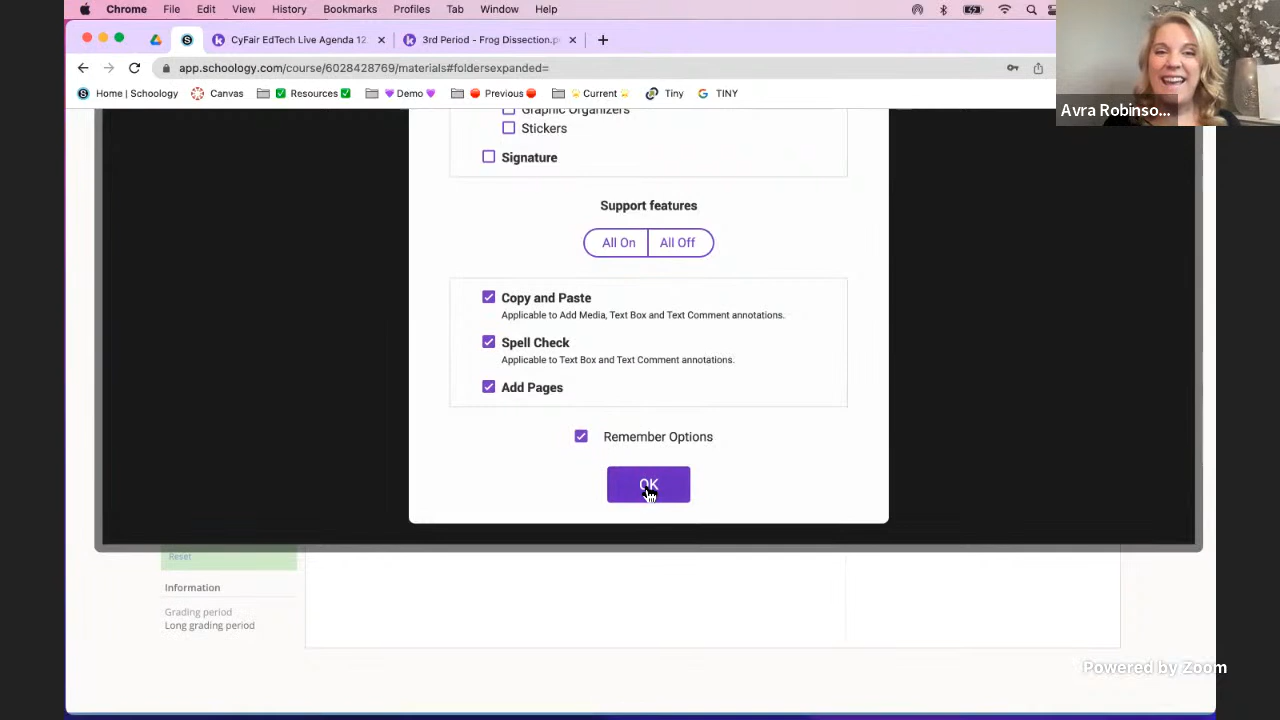 Chrome File Edit View History Bookmarks Profiles Tab Window Help
CyFair EdTech Live Agenda 12 3rd Period - Frog Dissection.p
app.schoology.com/course/6028428769/materials#foldersexpanded=
Home | Schoology Canvas Resources Demo Previous Current Tiny TINY
Avra Robinso...
Graphic Organizers
Stickers
Signature
Support features
All On All Off
Copy and Paste
Applicable to Add Media, Text Box and Text Comment annotations.
Spell Check
Applicable to Text Box and Text Comment annotations.
Add Pages
Remember Options
OK
Reset
Information
Grading period
Long grading period
Powered by Zoom